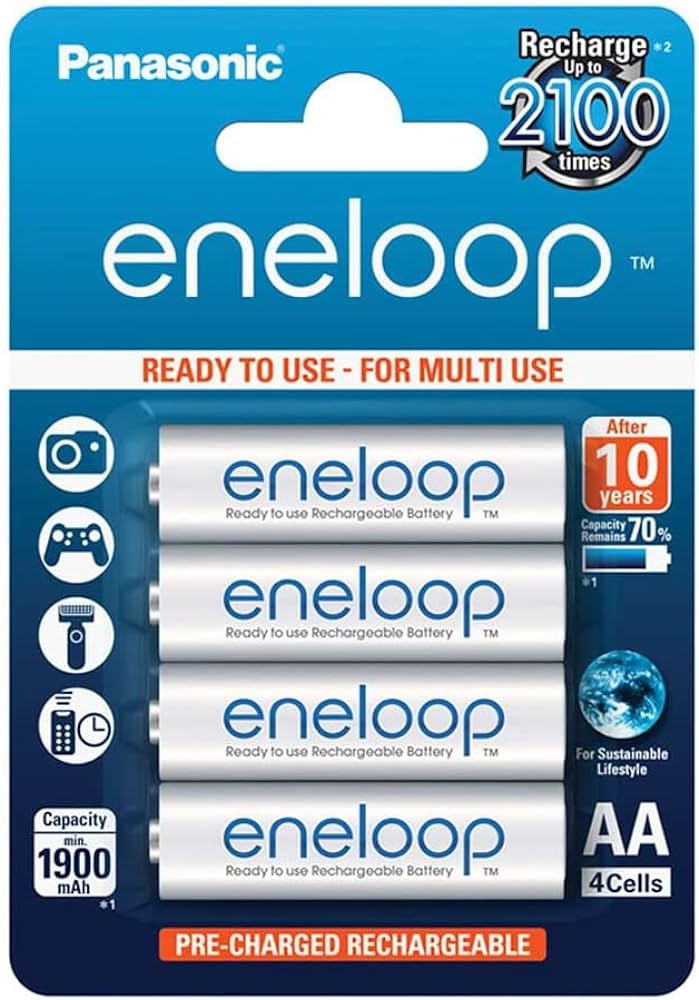 Panasonic
Recharge *2
Up to
2100
times
eneloop ™
READY TO USE - FOR MULTI USE
eneloop
Ready to use Rechargeable Battery ™
eneloop
Ready to use Rechargeable Battery ™
eneloop
Ready to use Rechargeable Battery ™
eneloop
Ready to use Rechargeable Battery ™
After
10
years
Capacity
Remains 70%
*1
For Sustainable
Lifestyle
Capacity
min.
1900
mAh
*1
AA
4Cells
PRE-CHARGED RECHARGEABLE